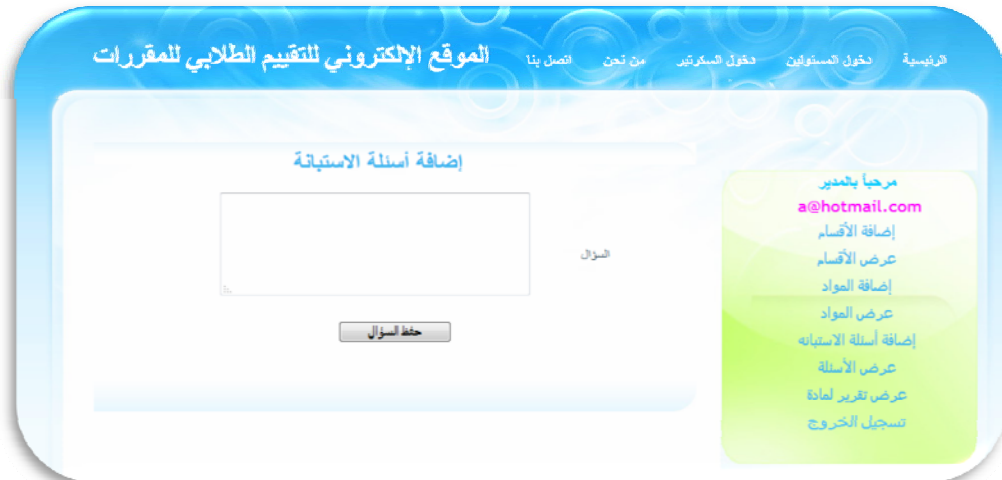 الموقع الإلكتروني للتقييم الطلابي للمقررات
الرئيسية دخول المسئولين دخول السكرتير من نحن اتصل بنا
مرحباً بالمدير
a@hotmail.com
إضافة الأقسام
عرض الأقسام
إضافة المواد
عرض المواد
إضافة أسئلة الاستبانه
عرض الأسئلة
عرض تقرير لمادة
تسجيل الخروج
إضافة أسئلة الاستبانة
السؤال
حفظ السؤال